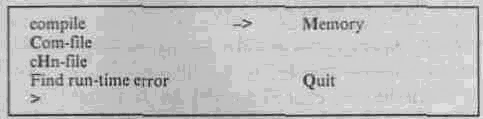 compile -> Memory
Com-file
cHn-file
Find run-time error Quit
>